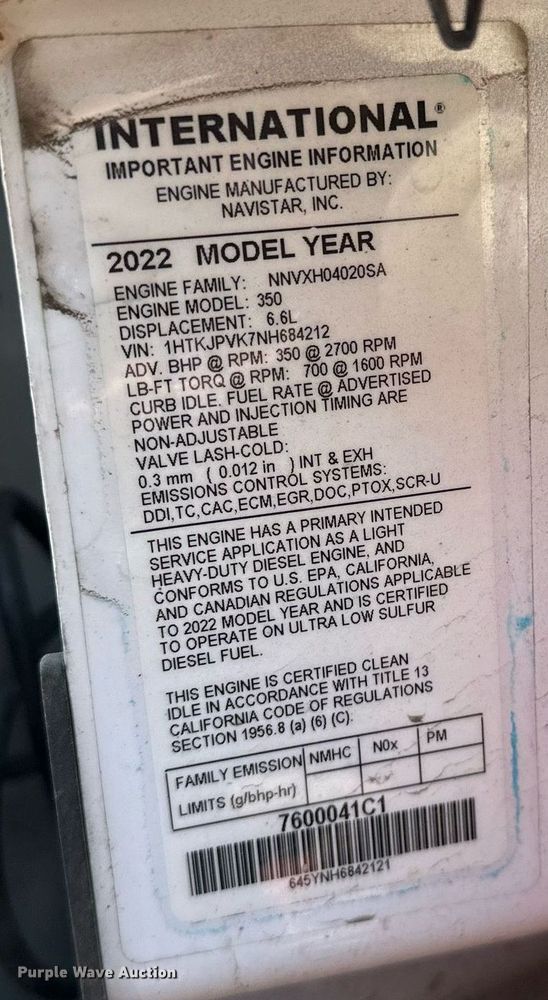 INTERNATIONAL®
IMPORTANT ENGINE INFORMATION
ENGINE MANUFACTURED BY:
NAVISTAR, INC.
2022 MODEL YEAR
ENGINE FAMILY: NNVXH04020SA
ENGINE MODEL: 350
DISPLACEMENT: 6.6L
VIN: 1HTKJPVK7NH684212
ADV. BHP @ RPM: 350 @ 2700 RPM
LB-FT TORQ @ RPM: 700 @ 1600 RPM
CURB IDLE. FUEL RATE @ ADVERTISED
POWER AND INJECTION TIMING ARE
NON-ADJUSTABLE
VALVE LASH-COLD:
0.3 mm ( 0.012 in ) INT & EXH
EMISSIONS CONTROL SYSTEMS:
DDI,TC,CAC,ECM,EGR,DOC,PTOX,SCR-U
THIS ENGINE HAS A PRIMARY INTENDED
SERVICE APPLICATION AS A LIGHT
HEAVY-DUTY DIESEL ENGINE, AND
CONFORMS TO U.S. EPA, CALIFORNIA,
AND CANADIAN REGULATIONS APPLICABLE
TO 2022 MODEL YEAR AND IS CERTIFIED
TO OPERATE ON ULTRA LOW SULFUR
DIESEL FUEL.
THIS ENGINE IS CERTIFIED CLEAN
IDLE IN ACCORDANCE WITH TITLE 13
CALIFORNIA CODE OF REGULATIONS
SECTION 1956.8 (a) (6) (C).
FAMILY EMISSION NMHC N0x PM
LIMITS (g/bhp-hr)
7600041C1
645YNH6842121
Purple Wave Auction